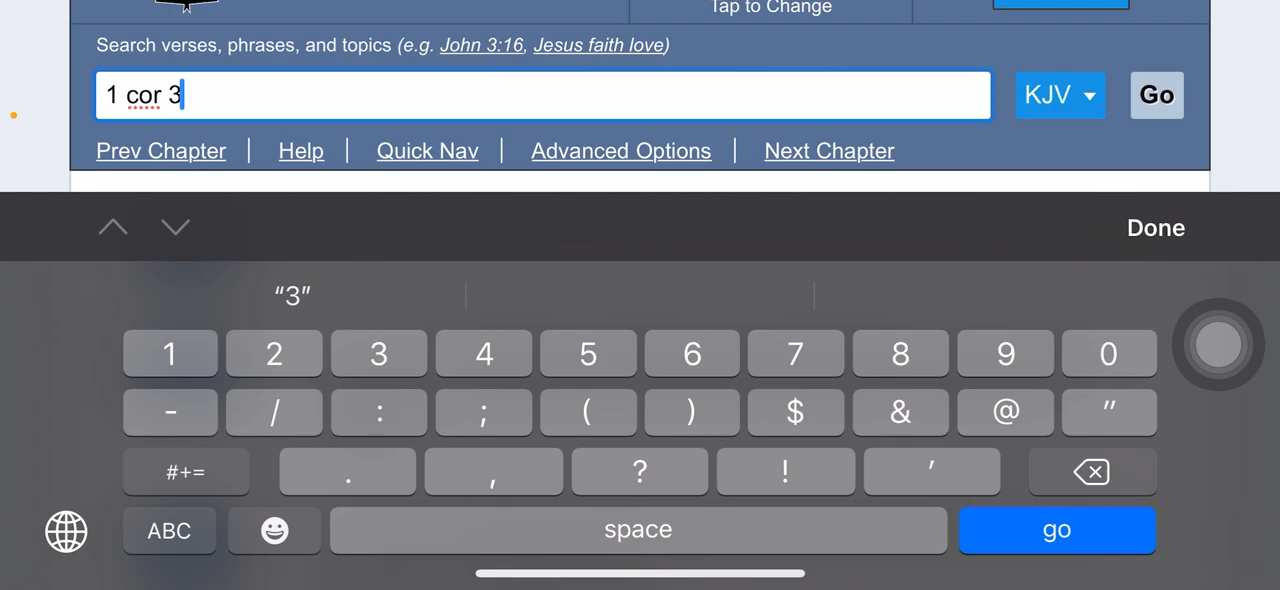 Tap to Change
Search verses, phrases, and topics (e.g. John 3:16, Jesus faith love)
1 cor 3 KJV Go
Prev Chapter | Help | Quick Nav | Advanced Options | Next Chapter
Done
“3”
1 2 3 4 5 6 7 8 9 0
- / : ; ( ) $ & @ "
#+= . , ? ! '
ABC space go